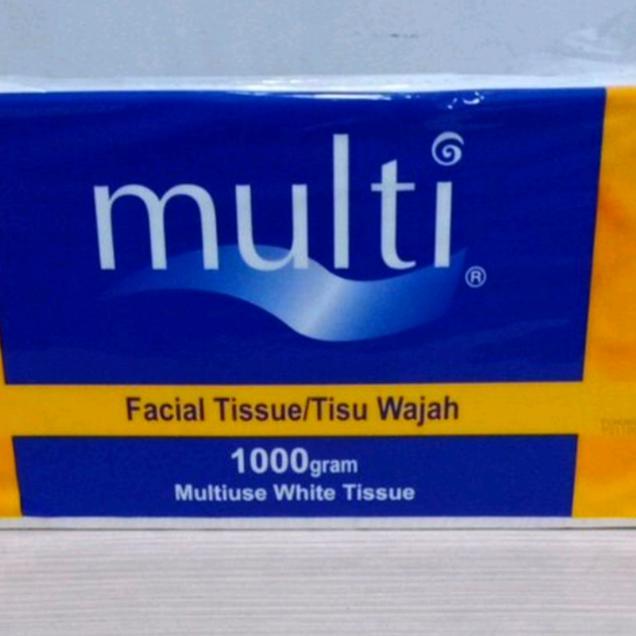 multi®
Facial Tissue/Tisu Wajah
1000gram
Multiuse White Tissue